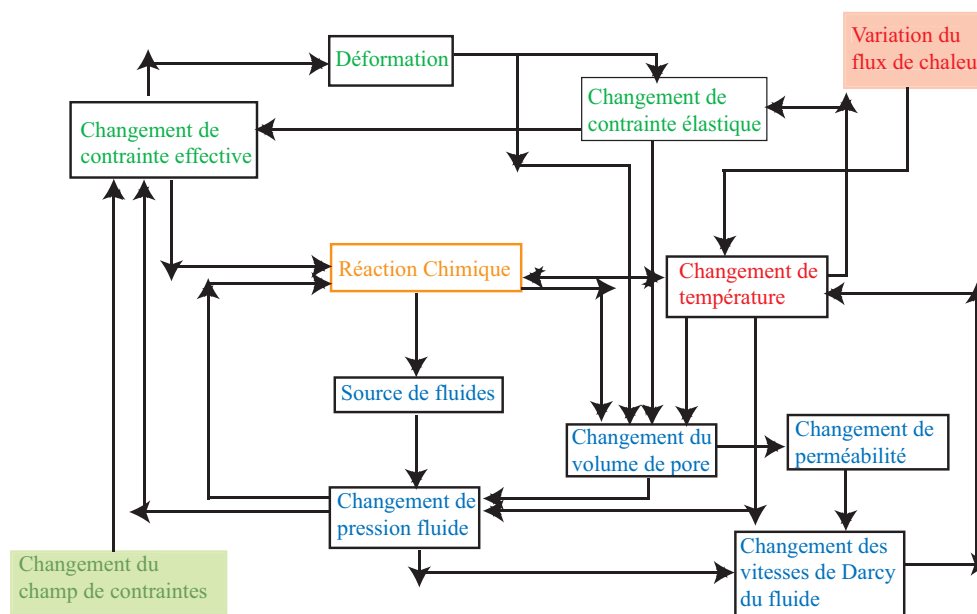 Variation du
flux de chaleu
Déformation
Changement de
contrainte élastique
Changement de
contrainte effective
Réaction Chimique
Changement de
température
Source de fluides
Changement du
volume de pore
Changement de
perméabilité
Changement de
pression fluide
Changement des
vitesses de Darcy
du fluide
Changement du
champ de contraintes